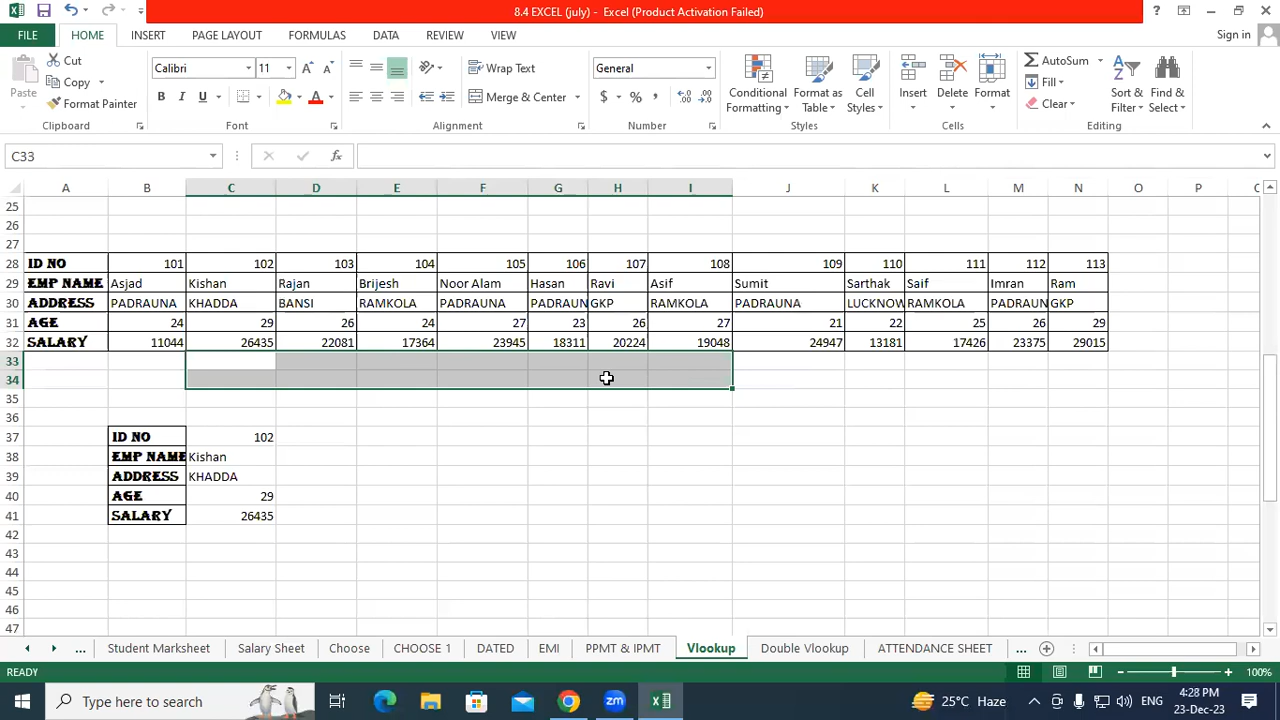 8.4 EXCEL (july) - Excel (Product Activation Failed)
FILE HOME INSERT PAGE LAYOUT FORMULAS DATA REVIEW VIEW Sign in
Paste Cut Copy Format Painter
Calibri 11
B I U A
Wrap Text
Merge & Center
General
$ % ,
Conditional Formatting Format as Table Cell Styles
Insert Delete Format
AutoSum Fill Clear
Sort & Filter Find & Select
Clipboard Font Alignment Number Styles Cells Editing
C33 fx
A B C D E F G H I J K L M N O P
25
26
27
28 ID NO 101 102 103 104 105 106 107 108 109 110 111 112 113
29 EMP NAME Asjad Kishan Rajan Brijesh Noor Alam Hasan Ravi Asif Sumit Sarthak Saif Imran Ram
30 ADDRESS PADRAUNA KHADDA BANSI RAMKOLA PADRAUNA PADRAUN GKP RAMKOLA PADRAUNA LUCKNOW RAMKOLA PADRAUN GKP
31 AGE 24 29 26 24 27 23 26 27 21 22 25 26 29
32 SALARY 11044 26435 22081 17364 23945 18311 20224 19048 24947 13181 17426 23375 29015
33
34
35
36
37 ID NO 102
38 EMP NAME Kishan
39 ADDRESS KHADDA
40 AGE 29
41 SALARY 26435
42
43
44
45
46
47
... Student Marksheet Salary Sheet Choose CHOOSE 1 DATED EMI PPMT & IPMT Vlookup Double Vlookup ATTENDANCE SHEET ...
READY 100%
Type here to search zm 25°C Haze ENG 4:28 PM
23-Dec-23